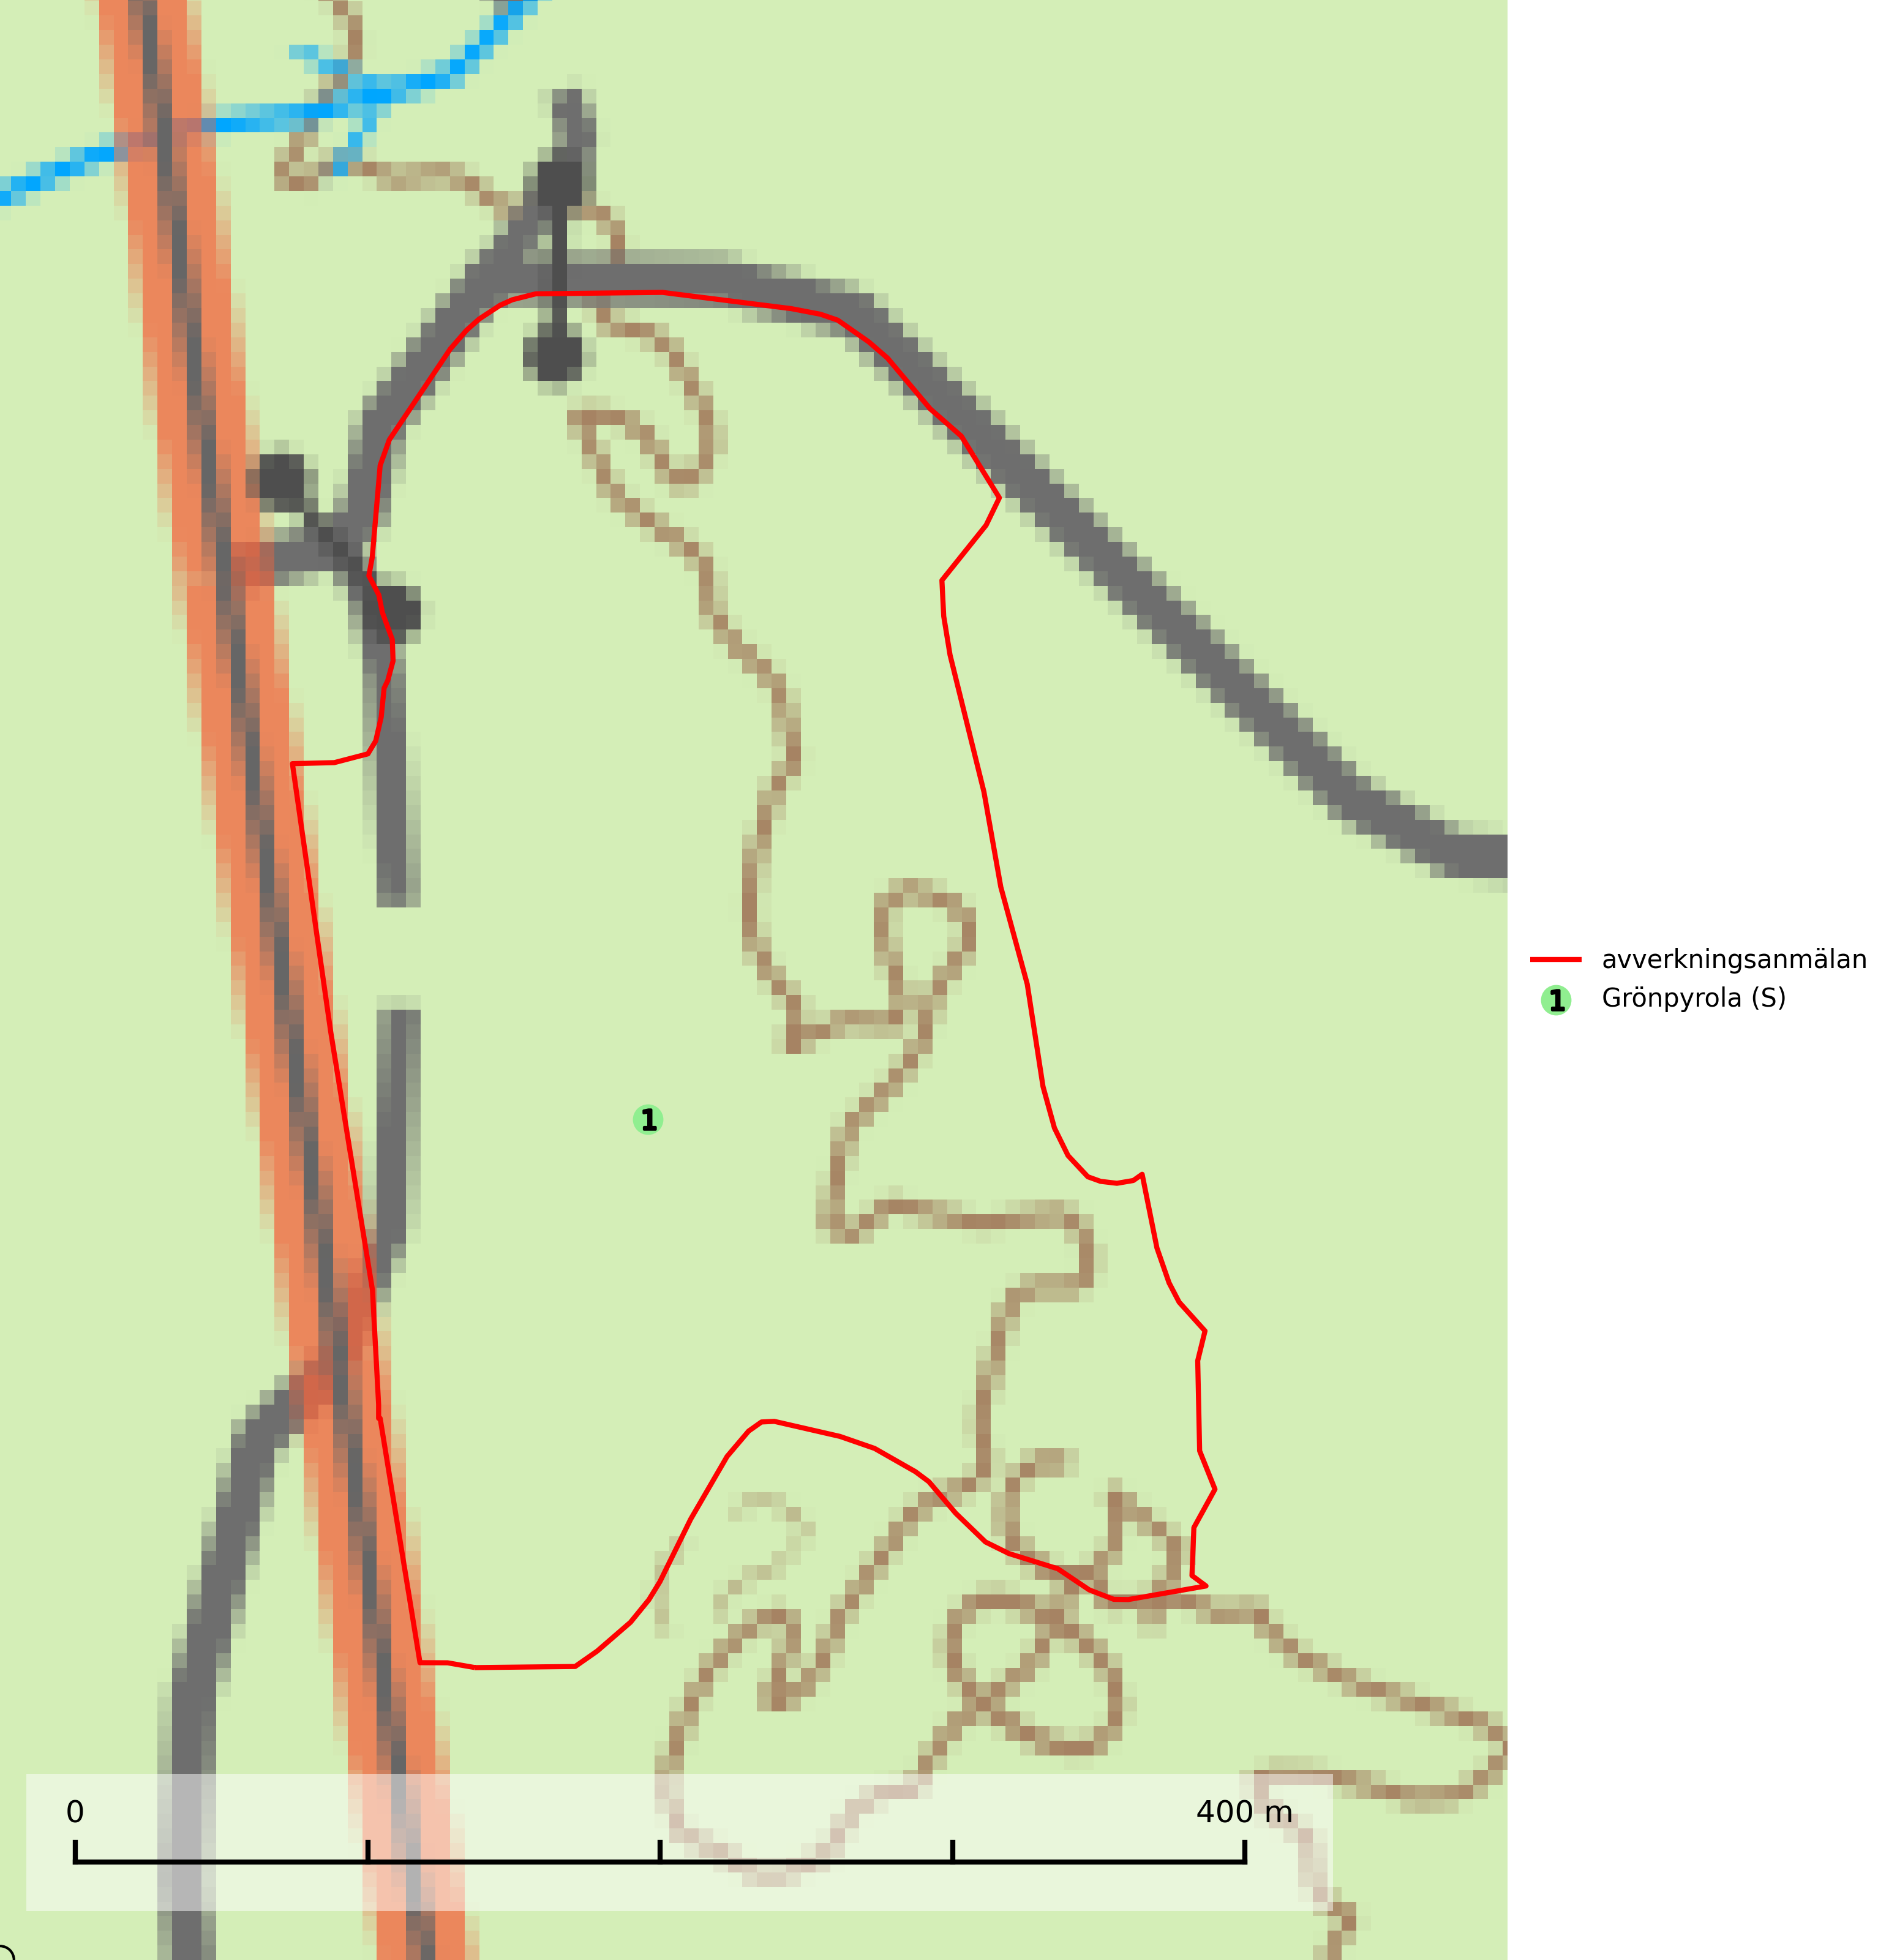 avverkningsanmälan
1 Grönpyrola (S)
1
0 400 m